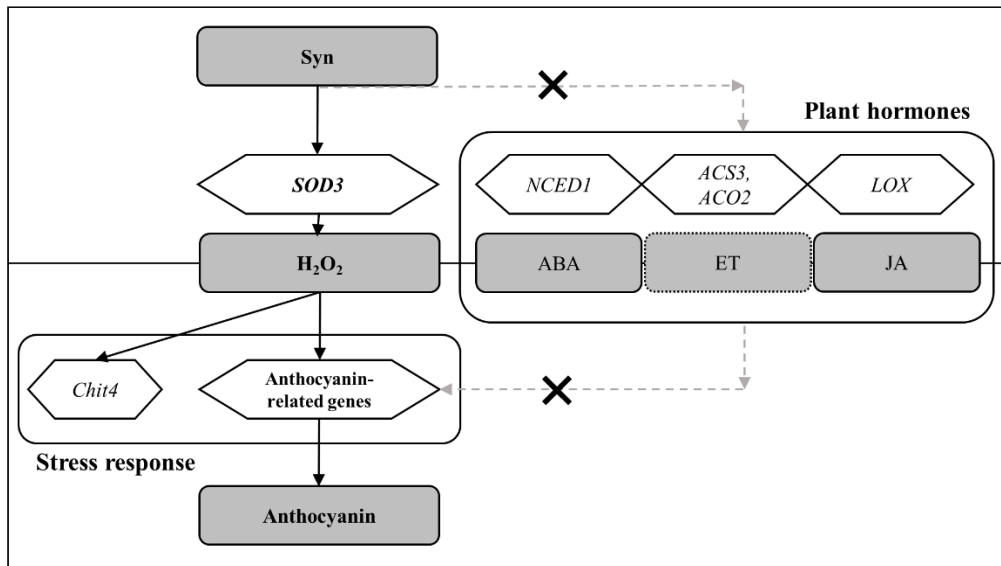 Syn
Plant hormones
SOD3
NCED1
ACS3,
ACO2
LOX
H₂O₂
ABA
ET
JA
Chit4
Anthocyanin-
related genes
Stress response
Anthocyanin